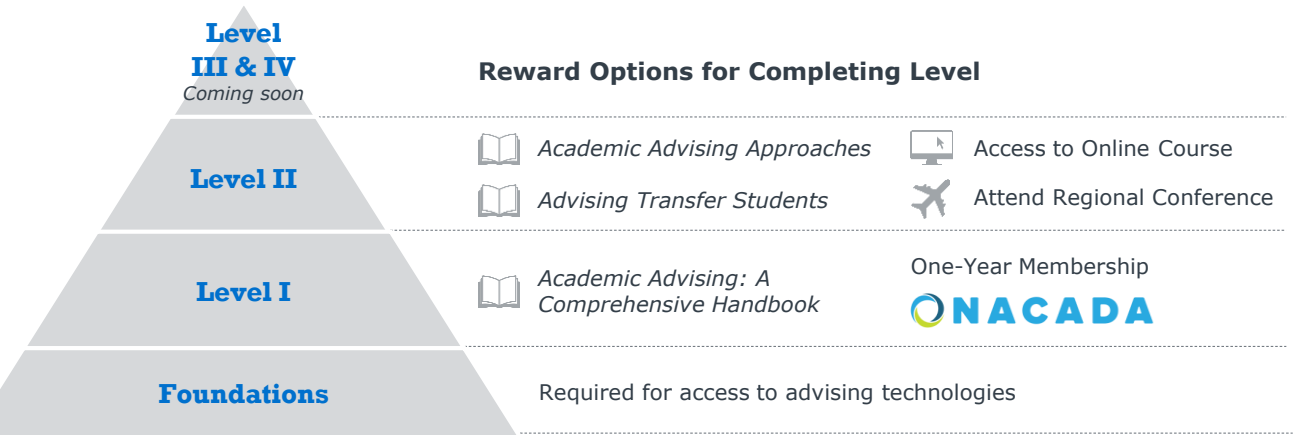 Level
III & IV
Coming soon
Reward Options for Completing Level
Level II
Academic Advising Approaches
Access to Online Course
Advising Transfer Students
Attend Regional Conference
Level I
Academic Advising: A
Comprehensive Handbook
One-Year Membership
NACADA
Foundations
Required for access to advising technologies